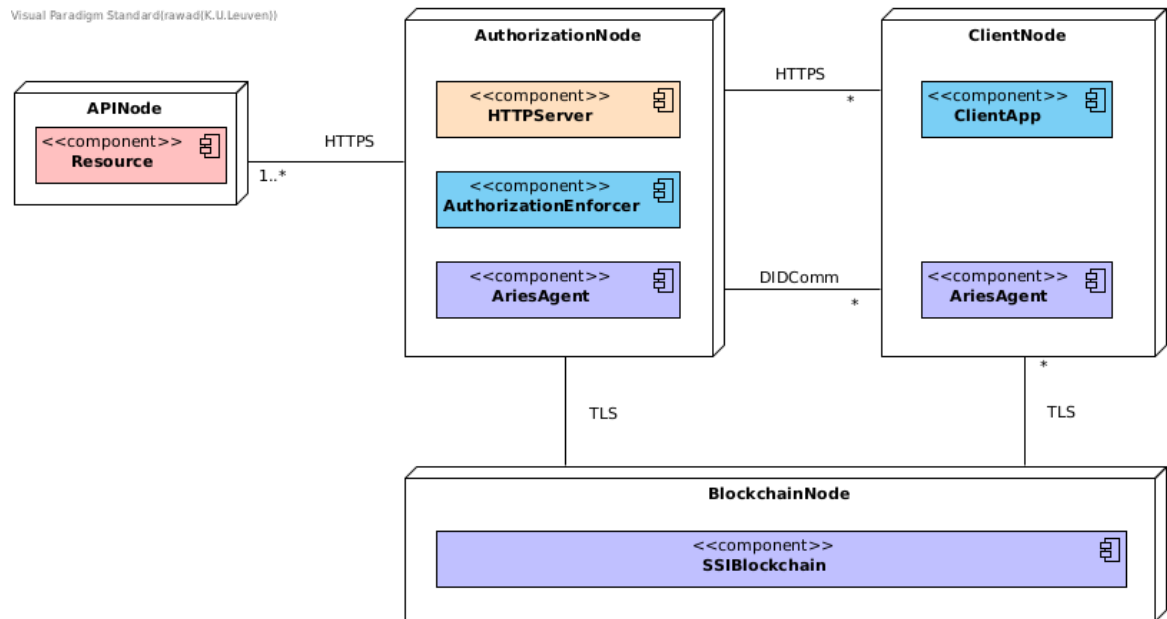 Visual Paradigm Standard(rawad(K.U.Leuven))
AuthorizationNode
<<component>>
HTTPServer
<<component>>
AuthorizationEnforcer
<<component>>
AriesAgent
ClientNode
<<component>>
ClientApp
<<component>>
AriesAgent
APINode
<<component>>
Resource
HTTPS
1..*
HTTPS
*
DIDComm
*
TLS
*
TLS
BlockchainNode
<<component>>
SSIBlockchain